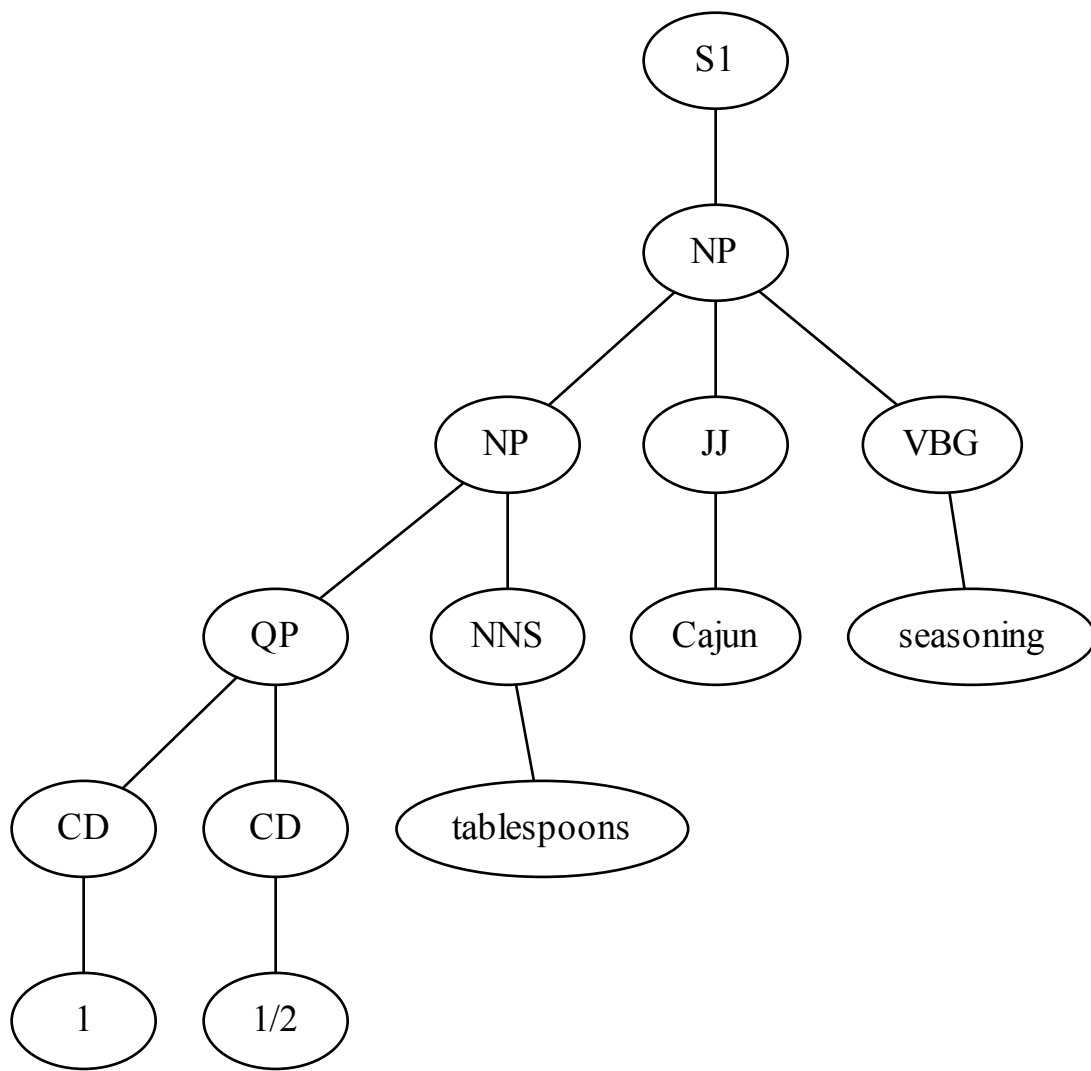 S1
NP
NP JJ VBG
QP NNS Cajun seasoning
CD CD tablespoons
1 1/2